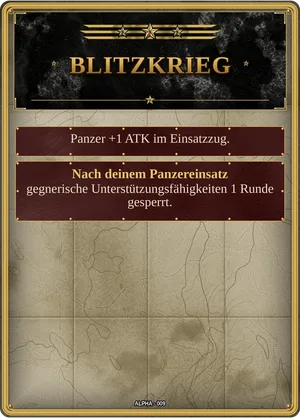 BLITZKRIEG
Panzer +1 ATK im Einsatzzug.
Nach deinem Panzereinsatz
gegnerische Unterstützungsfähigkeiten 1 Runde
gesperrt.
ALPHA - 009